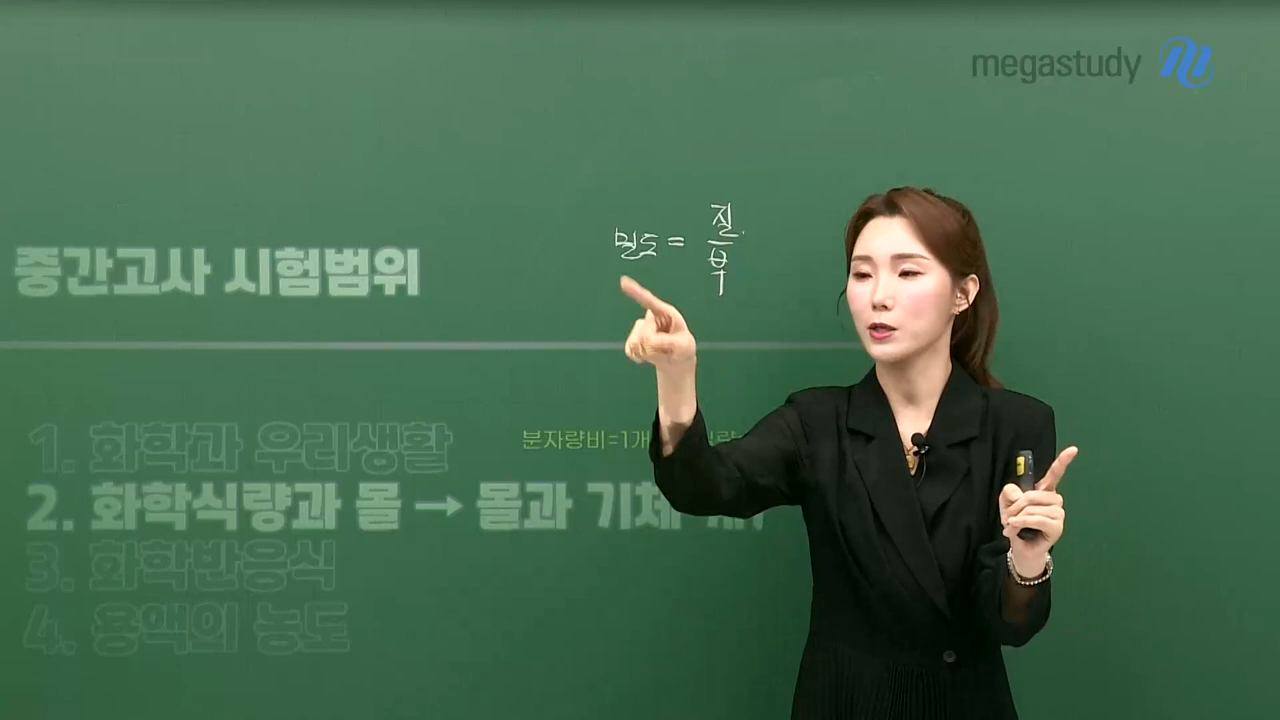 megastudy
밀도 = 질/부
중간고사 시험범위
1. 화학과 우리생활
분자량비=1개
2. 화학식량과 몰 → 몰과 기체
3. 화학반응식
4. 용액의 농도